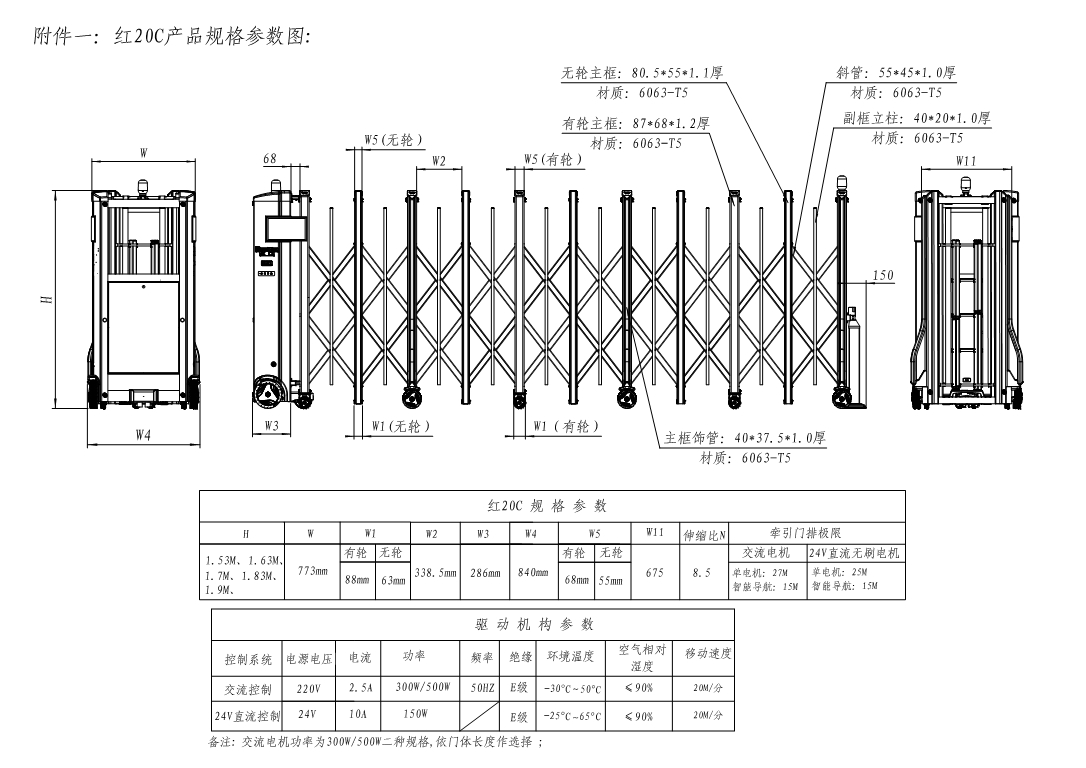 附件一: 红20C产品规格参数图:
无轮主框: 80.5*55*1.1厚
材质: 6063-T5
斜管: 55*45*1.0厚
材质: 6063-T5
有轮主框: 87*68*1.2厚
材质: 6063-T5
副框立柱: 40*20*1.0厚
材质: 6063-T5
W
68
W5(无轮)
W2
W5(有轮)
W11
H
150
W4
W3
W1(无轮)
W1 (有轮)
主框饰管: 40*37.5*1.0厚
材质: 6063-T5
红20C 规 格 参 数
H W W1 W2 W3 W4 W5 W11 伸缩比N 牵引门排极限
有轮 无轮 有轮 无轮 交流电机 24V直流无刷电机
1.53M、1.63M、
1.7M、1.83M、
1.9M、
773mm 88mm 63mm 338.5mm 286mm 840mm 68mm 55mm 675 8.5
单电机: 27M 单电机: 25M
智能导航: 15M 智能导航: 15M
驱 动 机 构 参 数
控制系统 电源电压 电流 功率 频率 绝缘 环境温度 空气相对湿度 移动速度
交流控制 220V 2.5A 300W/500W 50HZ E级 -30°C~50°C ≤90% 20M/分
24V直流控制 24V 10A 150W E级 -25°C~65°C ≤90% 20M/分
备注: 交流电机功率为300W/500W二种规格,依门体长度作选择 ;